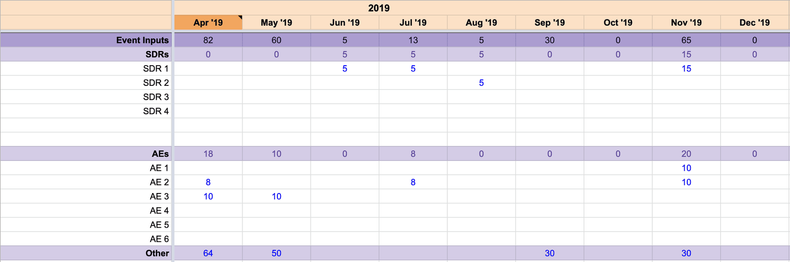 2019
Apr '19 May '19 Jun '19 Jul '19 Aug '19 Sep '19 Oct '19 Nov '19 Dec '19
Event Inputs 82 60 5 13 5 30 0 65 0
SDRs 0 0 5 5 5 0 0 15 0
SDR 1 5 5 15
SDR 2 5
SDR 3
SDR 4
AEs 18 10 0 8 0 0 0 20 0
AE 1 10
AE 2 8 8 10
AE 3 10 10
AE 4
AE 5
AE 6
Other 64 50 30 30